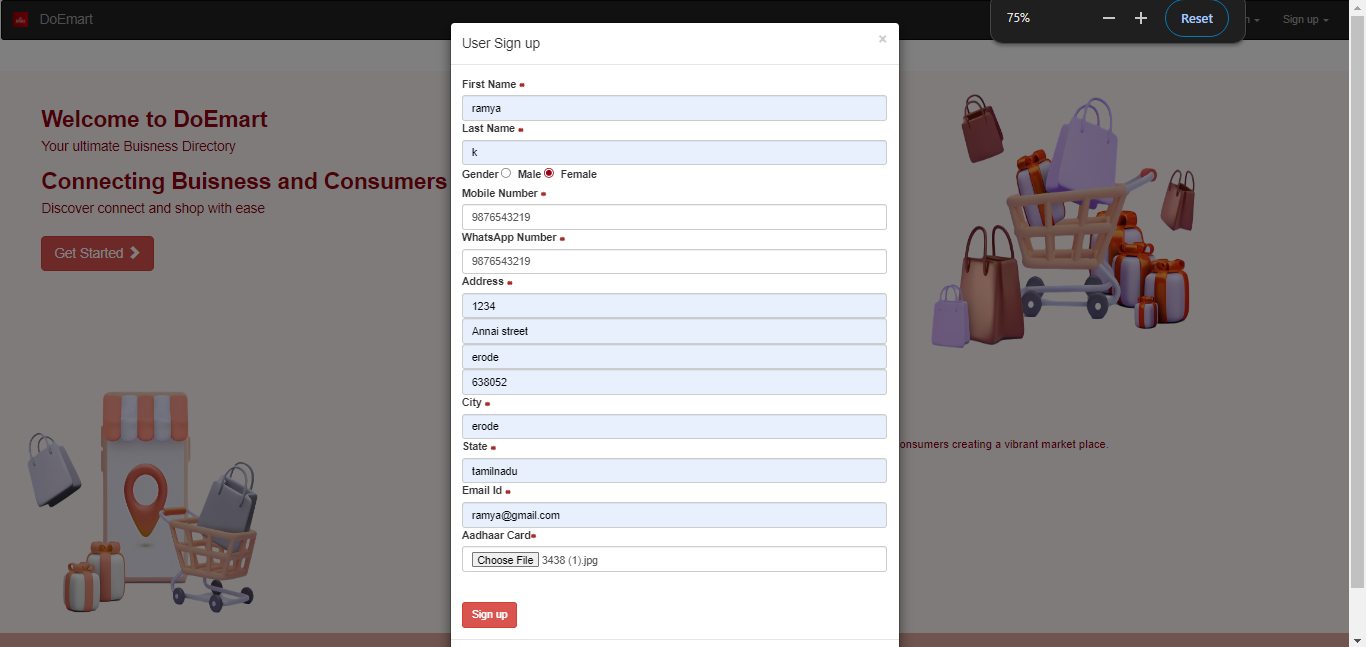 DoEmart
Sign up
75%
Reset
User Sign up
×
Welcome to DoEmart
Your ultimate Buisness Directory
Connecting Buisness and Consumers
Discover connect and shop with ease
Get Started
First Name
ramya
Last Name
k
Gender Male Female
Mobile Number
9876543219
WhatsApp Number
9876543219
Address
1234
Annai street
erode
638052
City
erode
State
tamilnadu
Email Id
ramya@gmail.com
Aadhaar Card
Choose File 3438 (1).jpg
Sign up
onsumers creating a vibrant market place.